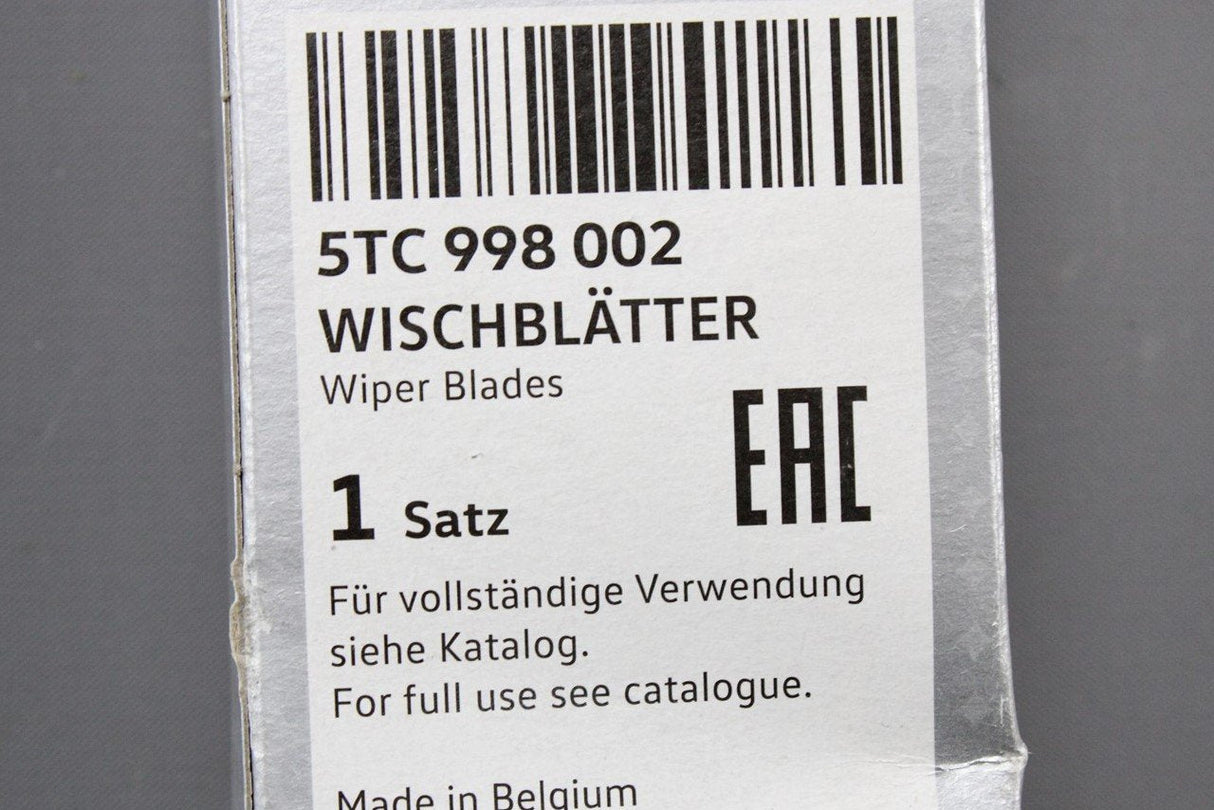 5TC 998 002
WISCHBLÄTTER
Wiper Blades
EAC
1 Satz
Für vollständige Verwendung
siehe Katalog.
For full use see catalogue.
Made in Belgium